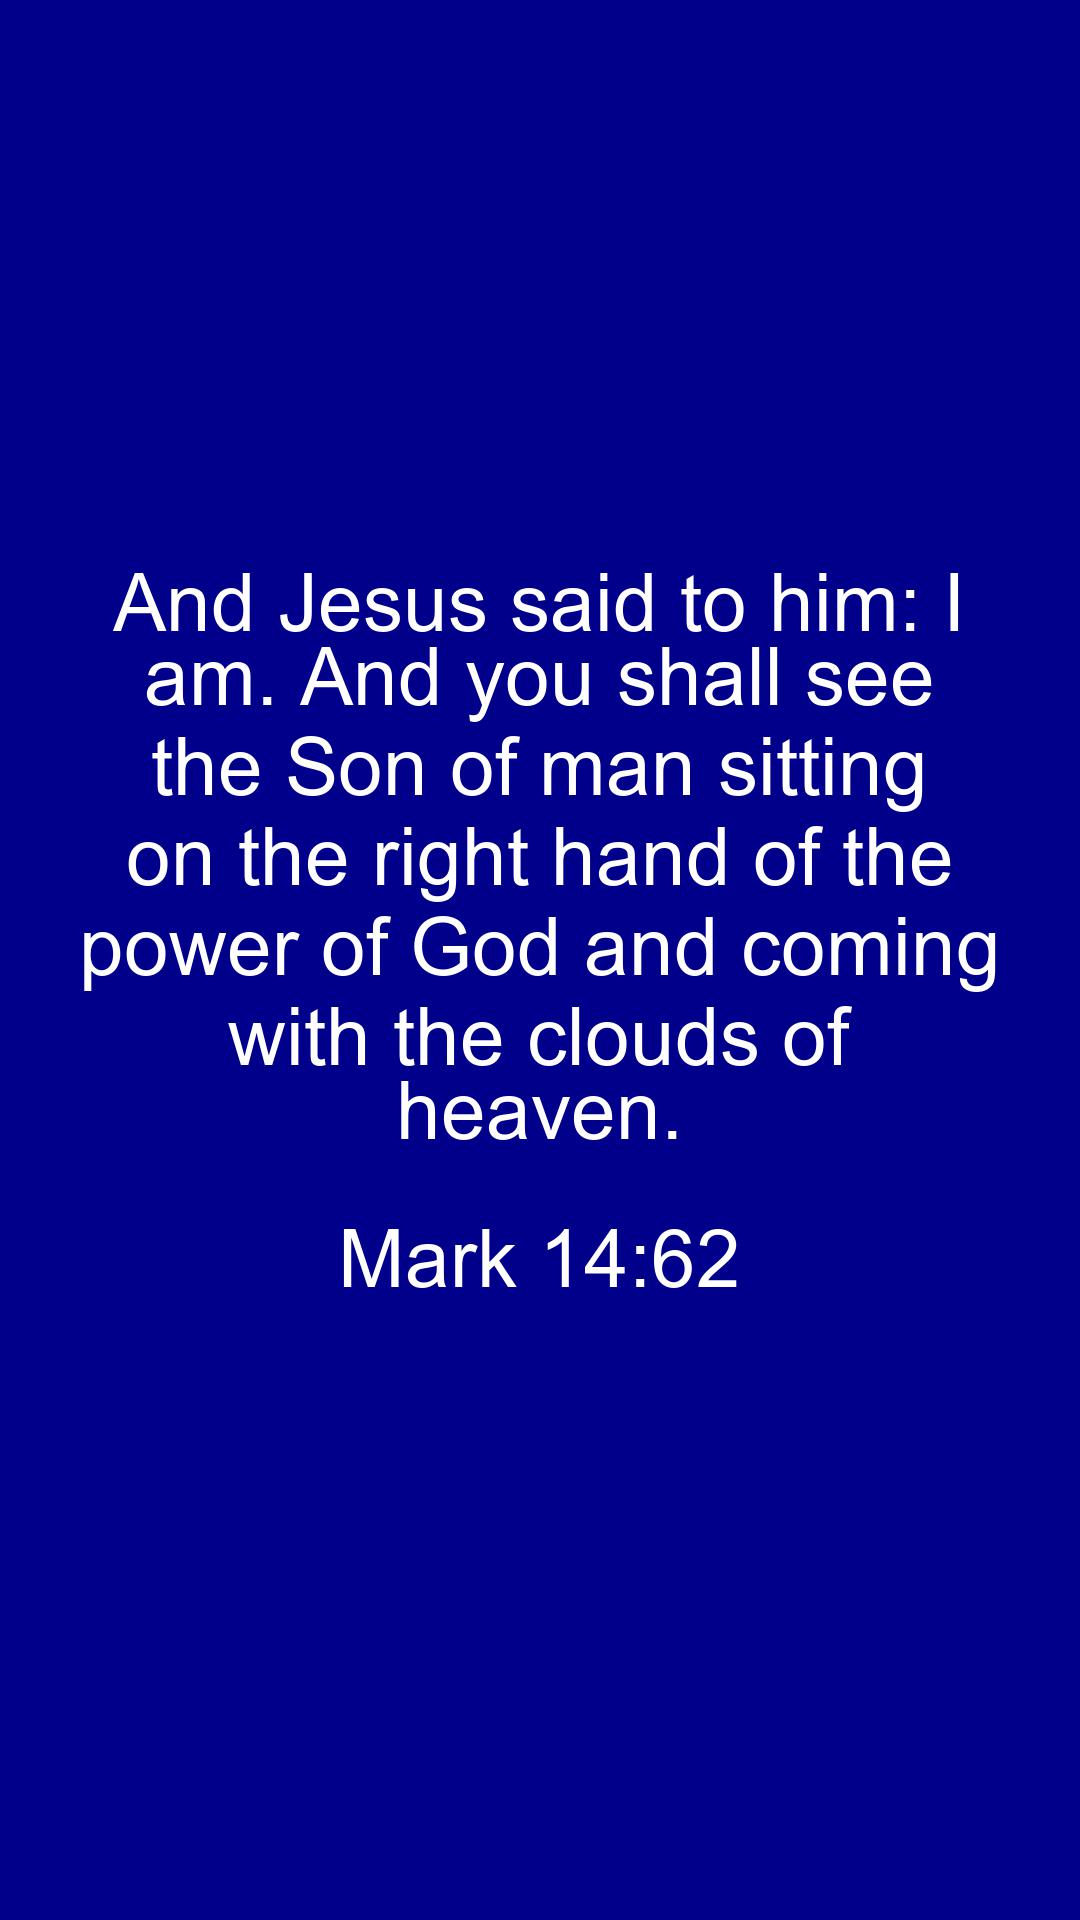 And Jesus said to him: I
am. And you shall see
the Son of man sitting
on the right hand of the
power of God and coming
with the clouds of
heaven.
Mark 14:62